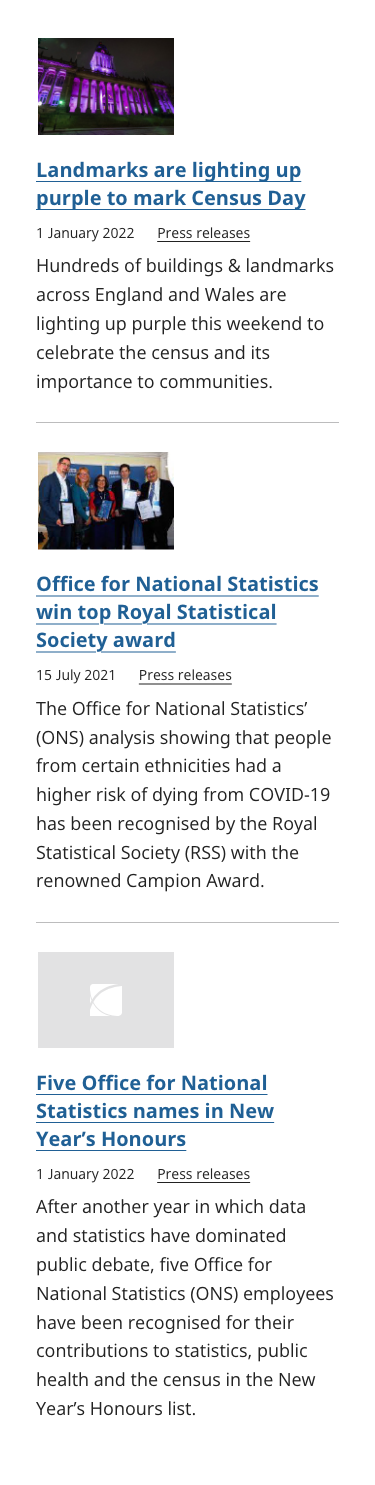 Landmarks are lighting up
purple to mark Census Day
1 January 2022 Press releases
Hundreds of buildings & landmarks
across England and Wales are
lighting up purple this weekend to
celebrate the census and its
importance to communities.
Office for National Statistics
win top Royal Statistical
Society award
15 July 2021 Press releases
The Office for National Statistics’
(ONS) analysis showing that people
from certain ethnicities had a
higher risk of dying from COVID-19
has been recognised by the Royal
Statistical Society (RSS) with the
renowned Campion Award.
Five Office for National
Statistics names in New
Year’s Honours
1 January 2022 Press releases
After another year in which data
and statistics have dominated
public debate, five Office for
National Statistics (ONS) employees
have been recognised for their
contributions to statistics, public
health and the census in the New
Year’s Honours list.